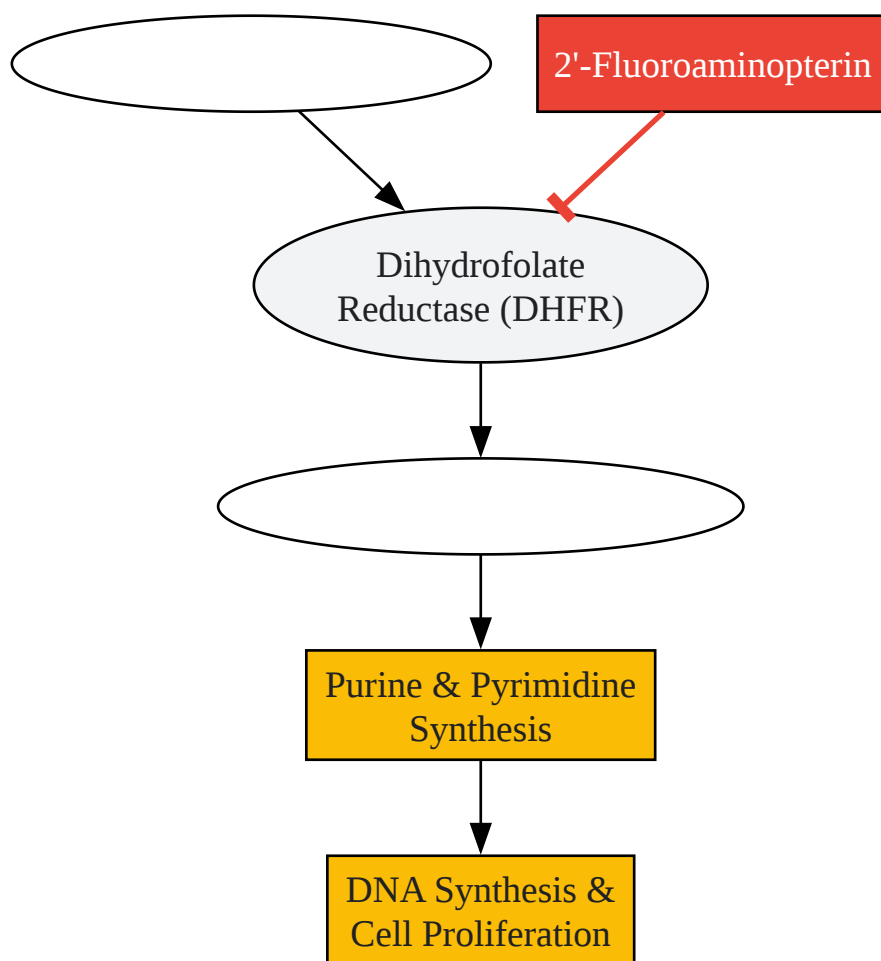 2'-Fluoroaminopterin
Dihydrofolate
Reductase (DHFR)
Purine & Pyrimidine
Synthesis
DNA Synthesis &
Cell Proliferation